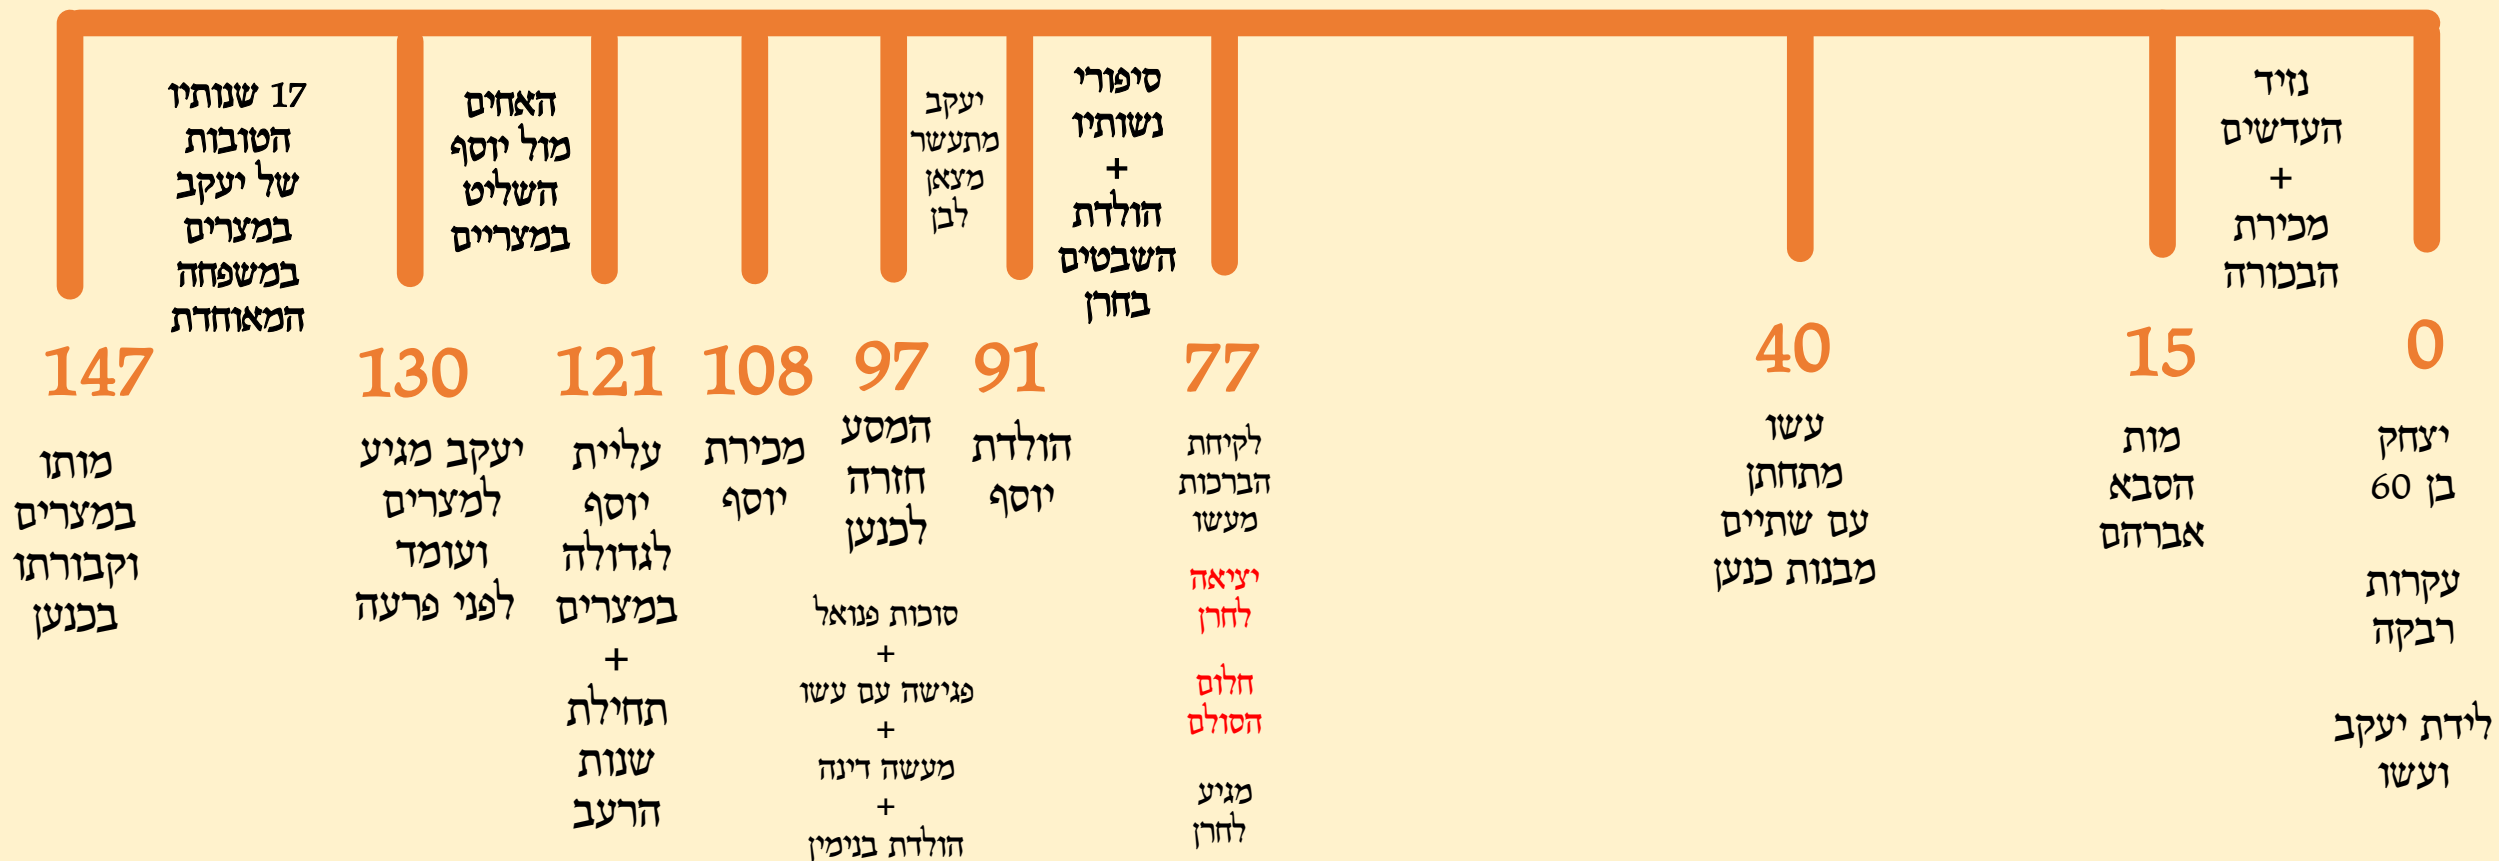 נזיד
העדשים
+
מכירת
הבכורה
סיפורי
נשותיו
+
הולדת
השבטים
בחרן
יעקב
מתעשר
מצאן
לבן
האחים
מול יוסף
השליט
במצריים
17 שנותיו
הטובות
של יעקב
במצרים
במשפחה
המאוחדת
0
יצחק
בן 60
עקרות
רבקה
לידת יעקב
ועשו
15
מות
הסבא
אברהם
40
עשו
מתחתן
עם שתיים
מבנות כנען
77
לקיחת
הברכות
מעשו
יציאה
לחרן
חלום
הסולם
מגיע
לחרן
91
הולדת
יוסף
97
המסע
חזרה
לכנען
סוכות פנואל
+
פגישה עם עשו
+
מעשה דינה
+
הולדת בנימין
108
מכירת
יוסף
121
עלית
יוסף
לגדולה
במצרים
+
תחילת
שנות
הרעב
130
יעקב מגיע
למצרים
ועומד
לפני פרעה
147
מותו
במצרים
וקבורתו
בכנען